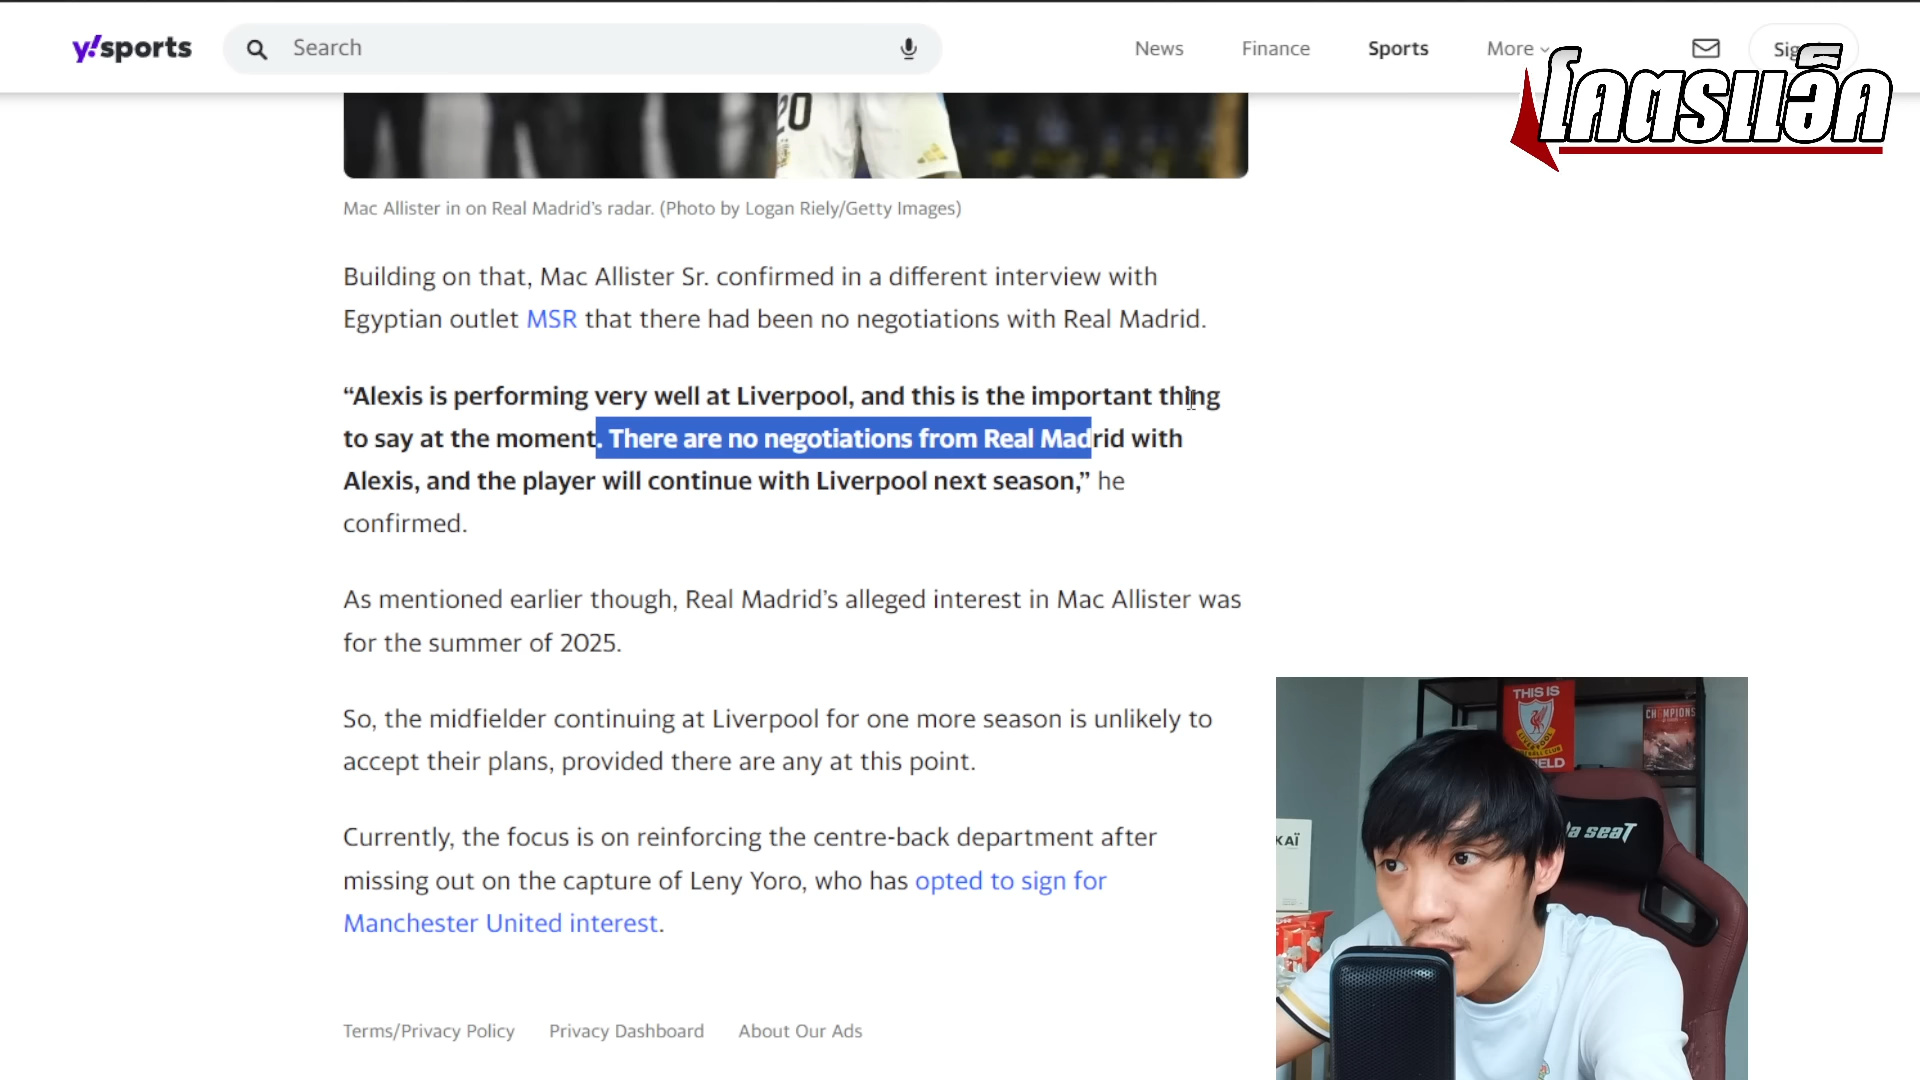 y!sports
Search
News
Finance
Sports
More
โคตรแอ็ค
20
Mac Allister in on Real Madrid's radar. (Photo by Logan Riely/Getty Images)
Building on that, Mac Allister Sr. confirmed in a different interview with
Egyptian outlet MSR that there had been no negotiations with Real Madrid.
“Alexis is performing very well at Liverpool, and this is the important thing
to say at the moment. There are no negotiations from Real Madrid with
Alexis, and the player will continue with Liverpool next season,” he
confirmed.
As mentioned earlier though, Real Madrid's alleged interest in Mac Allister was
for the summer of 2025.
So, the midfielder continuing at Liverpool for one more season is unlikely to
accept their plans, provided there are any at this point.
Currently, the focus is on reinforcing the centre-back department after
missing out on the capture of Leny Yoro, who has opted to sign for
Manchester United interest.
Terms/Privacy Policy
Privacy Dashboard
About Our Ads
THIS IS